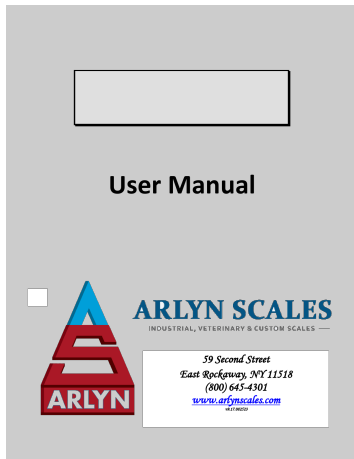 User Manual
ARLYN SCALES
INDUSTRIAL, VETERINARY & CUSTOM SCALES
ARLYN
59 Second Street
East Rockaway, NY 11518
(800) 645-4301
www.arlynscales.com